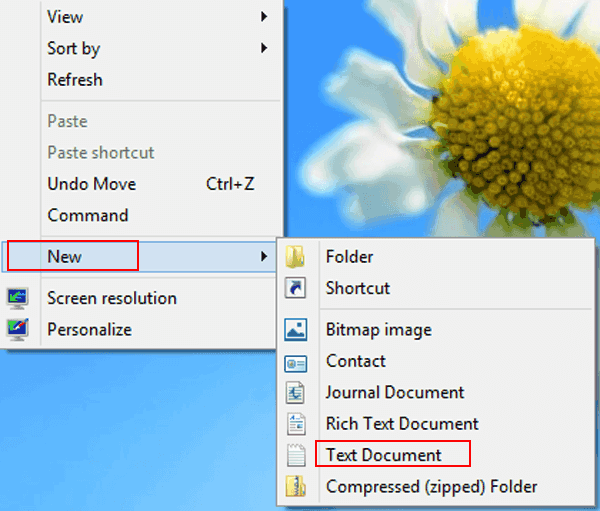 View
Sort by
Refresh
Paste
Paste shortcut
Undo Move Ctrl+Z
Command
New
Screen resolution
Personalize
Folder
Shortcut
Bitmap image
Contact
Journal Document
Rich Text Document
Text Document
Compressed (zipped) Folder